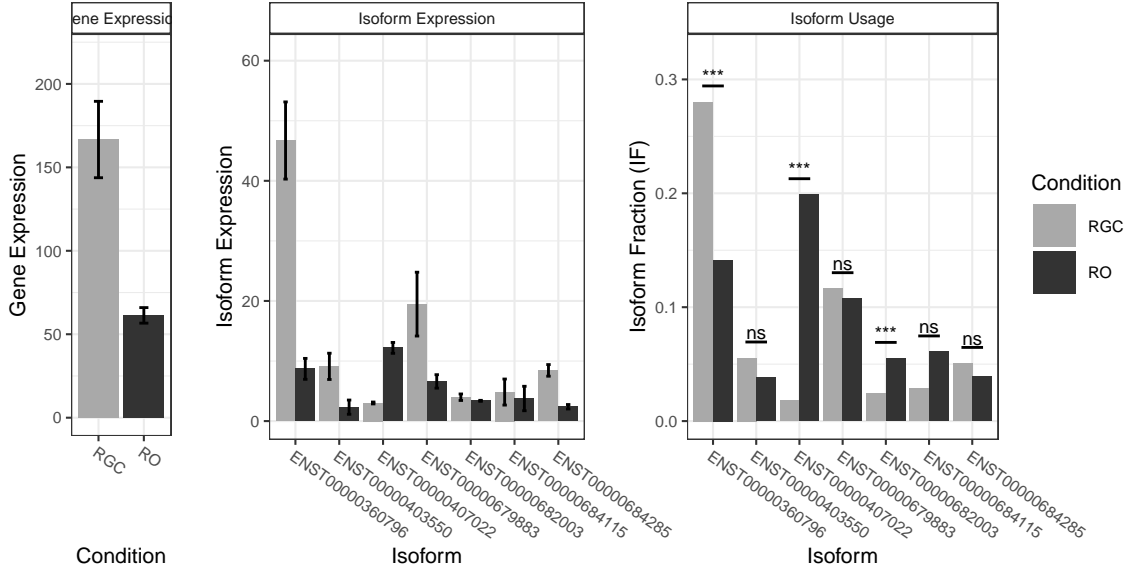 ene Expressio
Gene Expression
200
150
100
50
0
RGC
RO
Condition
Isoform Expression
Isoform Expression
60
40
20
0
ENST00000360796
ENST00000403550
ENST00000407022
ENST00000679883
ENST00000682003
ENST00000684115
ENST00000684285
Isoform
Isoform Usage
Isoform Fraction (IF)
0.3
0.2
0.1
0.0
***
ns
***
ns
***
ns
ns
ENST00000360796
ENST00000403550
ENST00000407022
ENST00000679883
ENST00000682003
ENST00000684115
ENST00000684285
Isoform
Condition
RGC
RO